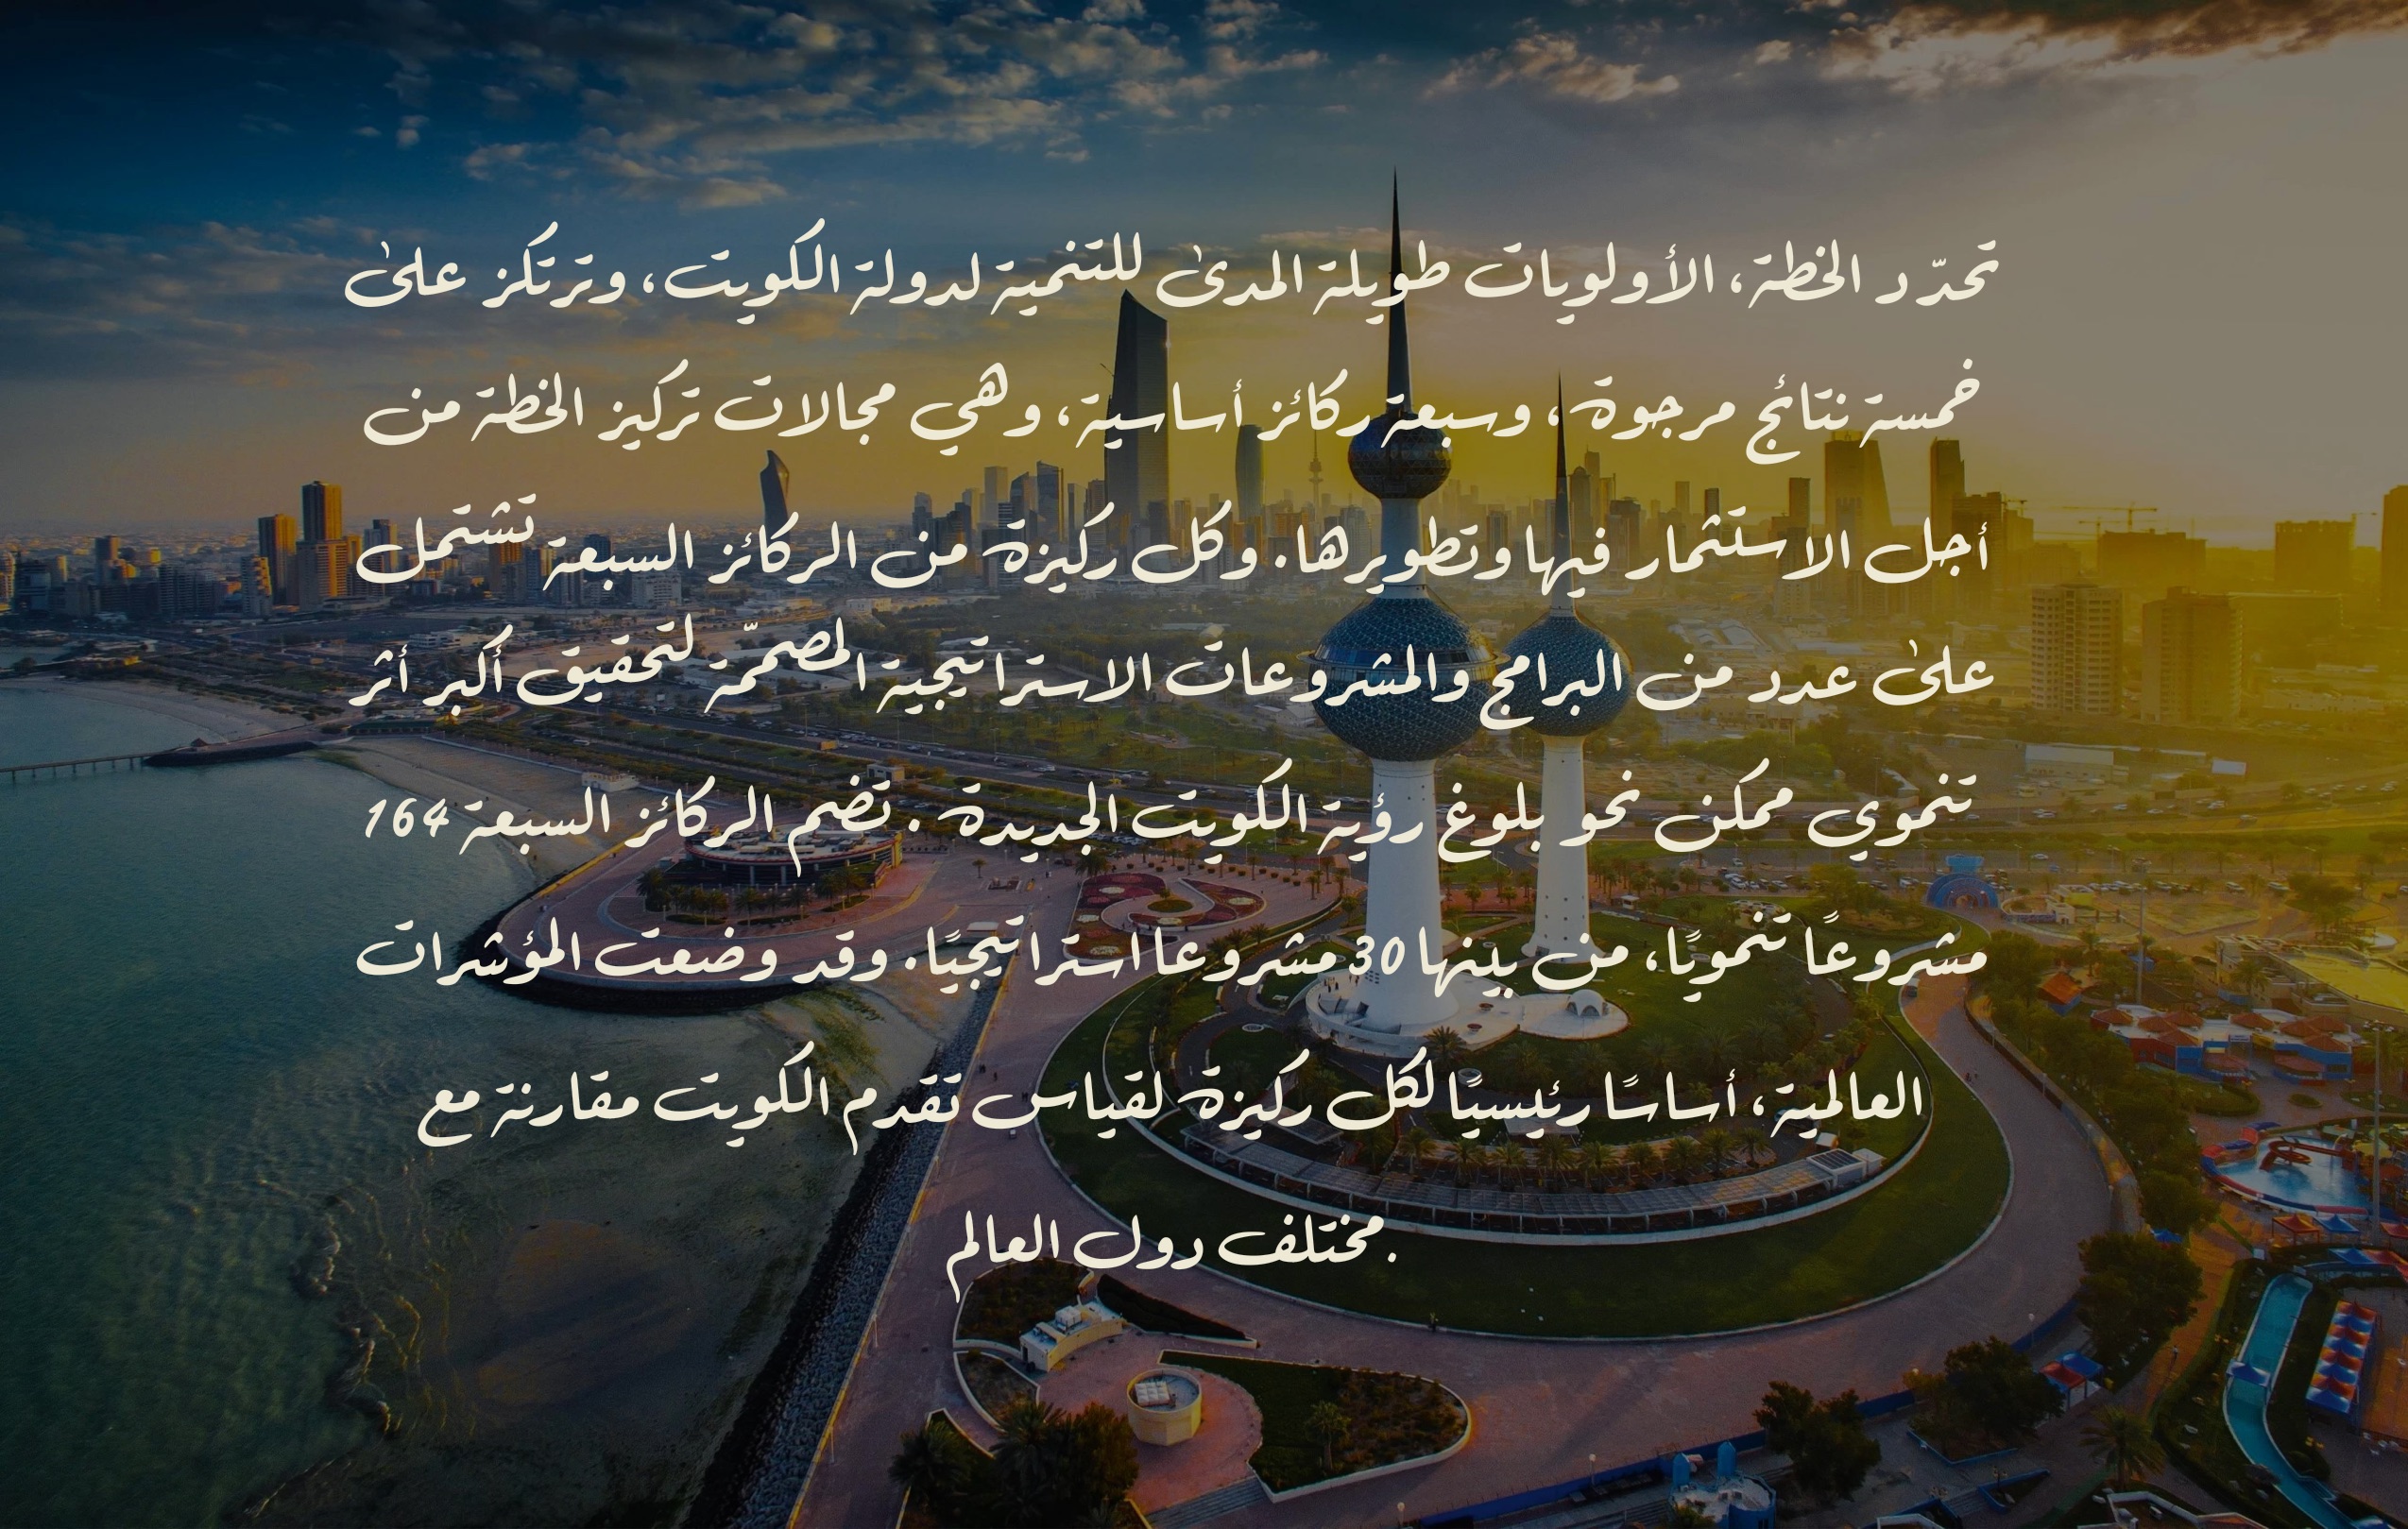 تحدّد الخطة، الأولويات طويلة المدى للتنمية لدولة الكويت، وترتكز على
خمسة نتائج مرجوة، وسبعة ركائز أساسية، وهي مجالات تركيز الخطة من
أجل الاستثمار فيها وتطويرها. وكل ركيزة من الركائز السبعة تشتمل
على عدد من البرامج والمشروعات الاستراتيجية المصمّمة لتحقيق أكبر أثر
تنموي ممكن نحو بلوغ رؤية الكويت الجديدة. تضم الركائز السبعة 164
مشروعًا تنمويًا، من بينها 30 مشروعا استراتيجيًا. وقد وضعت المؤشرات
العالمية، أساسًا رئيسيًا لكل ركيزة لقياس تقدم الكويت مقارنة مع
.مختلف دول العالم